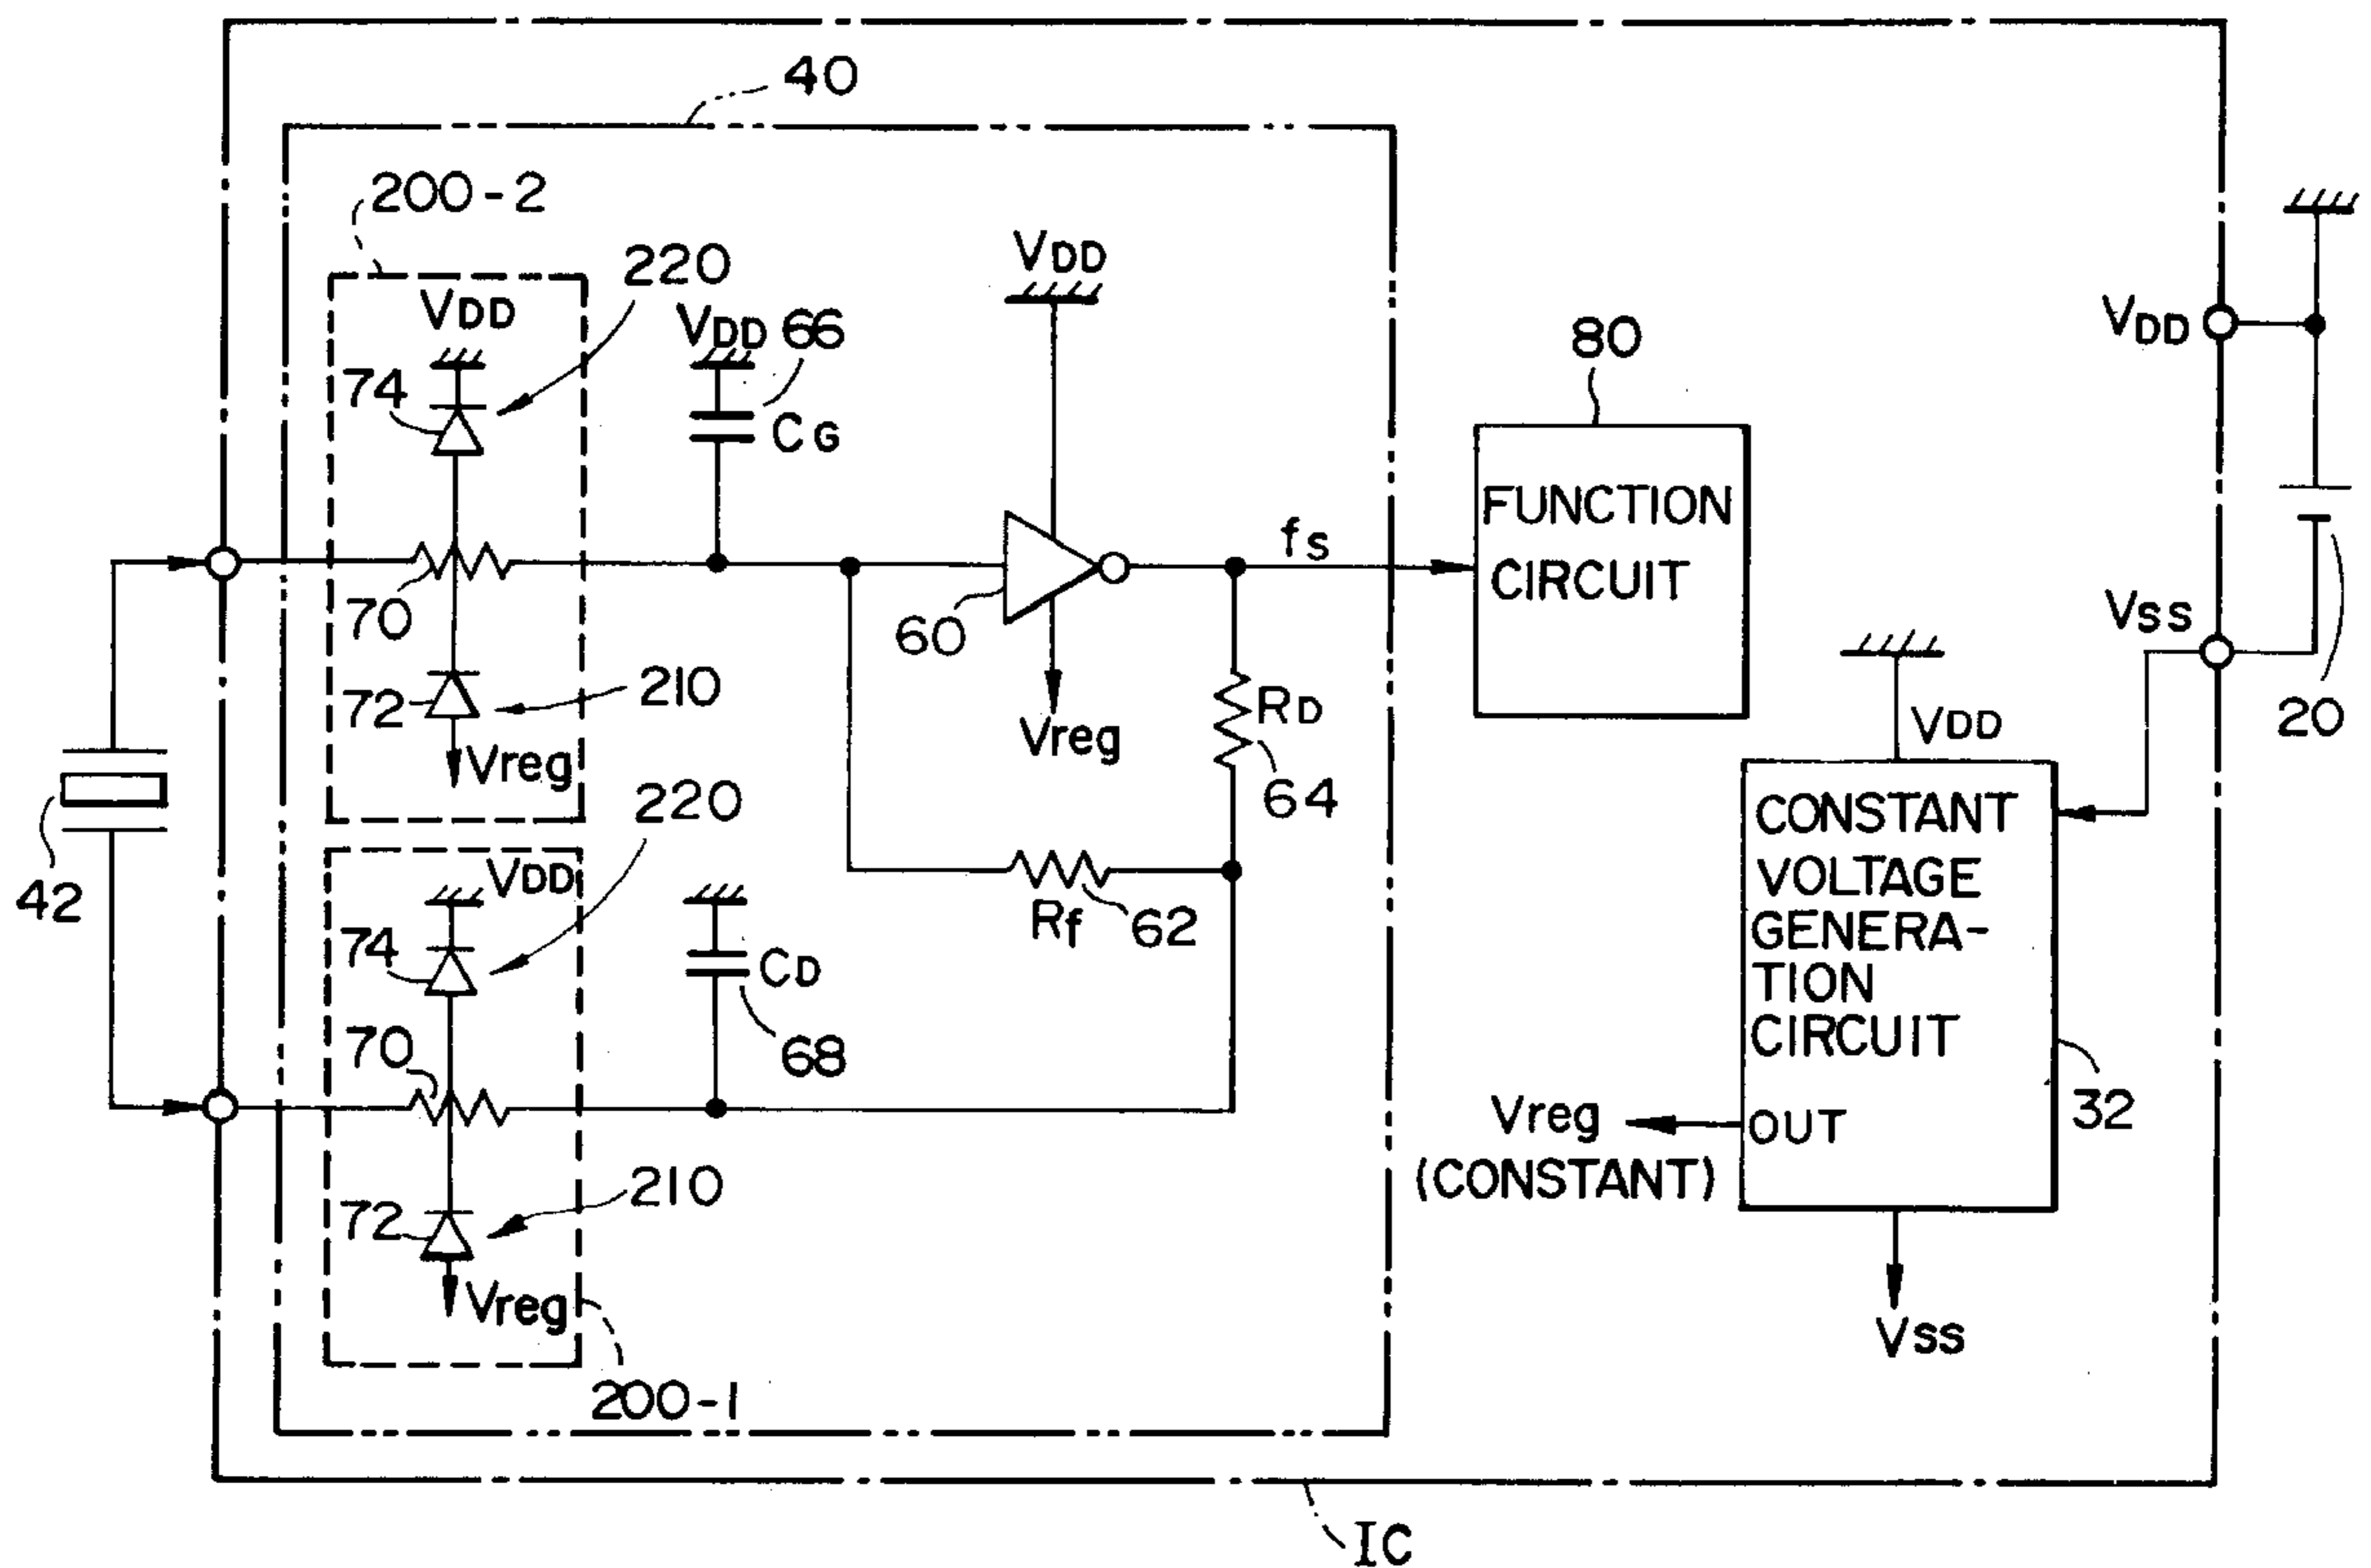 40
200-2
220
VDD
VDD
VDD 66
74
CG
80
VDD
FUNCTION
CIRCUIT
fs
70
60
VSS
72
210
RD
Vreg
Vreg
64
VDD
20
220
42
CONSTANT
VOLTAGE
GENERA-
TION
CIRCUIT
OUT
VDD
74
CD
Rf
62
70
68
32
Vreg
(CONSTANT)
72
210
Vreg
VSS
200-1
IC